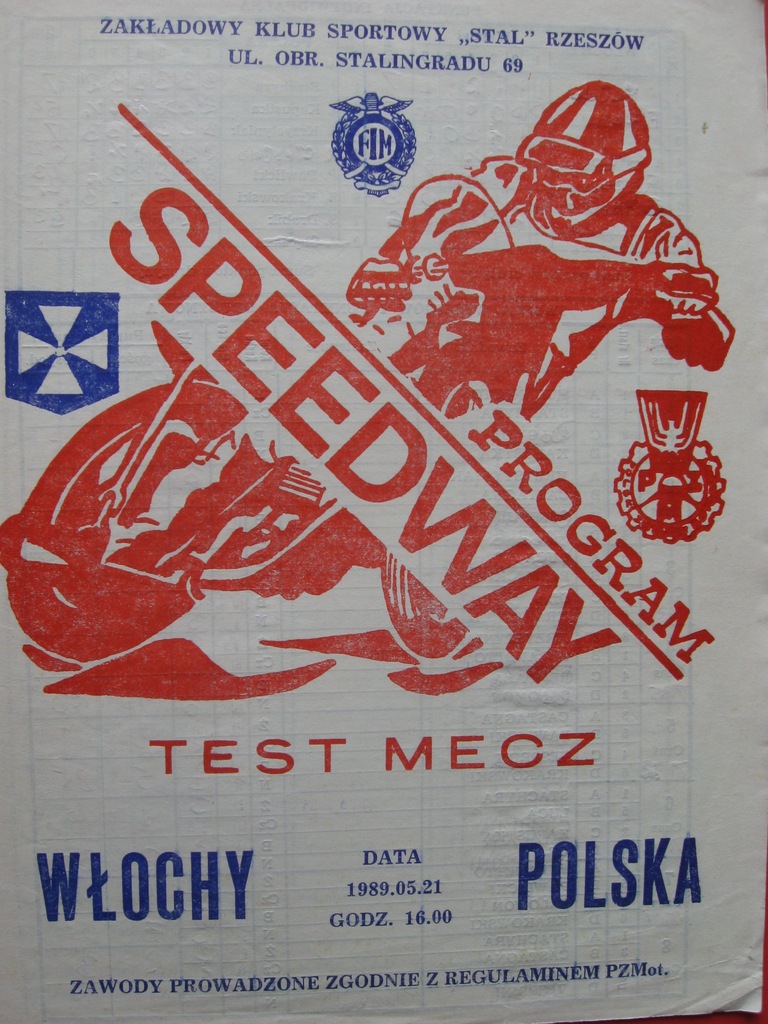 ZAKŁADOWY KLUB SPORTOWY „STAL” RZESZÓW
UL. OBR. STALINGRADU 69
FIM
SPEEDWAY
PROGRAM
TEST MECZ
WŁOCHY
DATA
1989.05.21
GODZ. 16.00
POLSKA
ZAWODY PROWADZONE ZGODNIE Z REGULAMINEM PZMot.